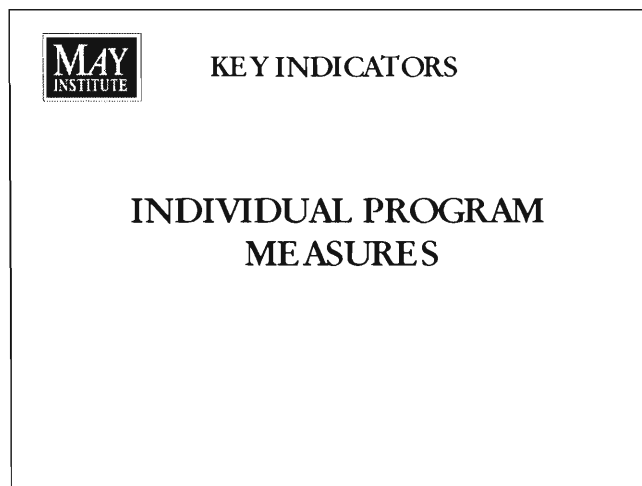 MAY
INSTITUTE
KEY INDICATORS
INDIVIDUAL PROGRAM
MEASURES